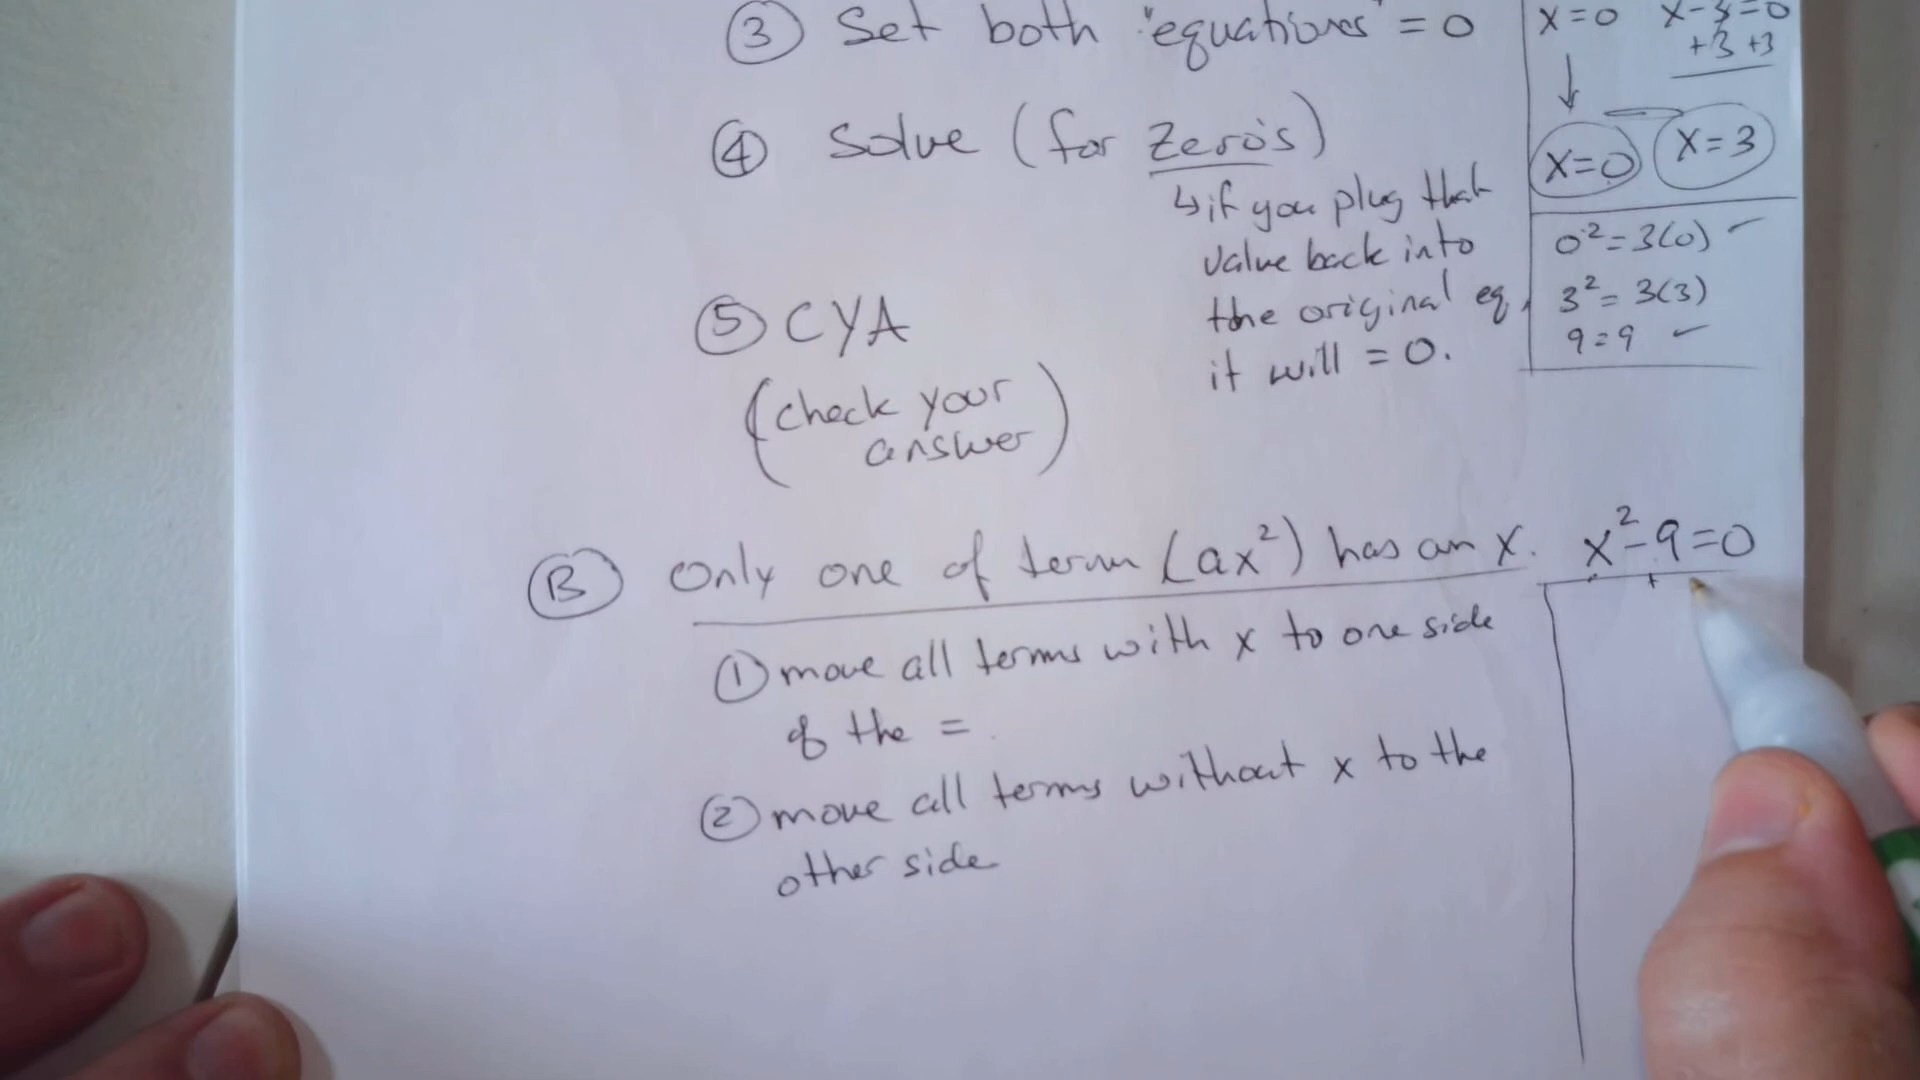 ③ Set both "equations" = 0
④ Solve (for Zero's)
↳ if you plug that
value back into
the original eq,
it will = 0.
⑤ CYA
(check your
answer)
x=0 x-3=0
+3 +3
↓
x=0 x=3
0²=3(0) ✓
3²=3(3)
9=9 ✓
Ⓑ Only one of term (ax²) has an x. x²-9=0
+
① move all terms with x to one side
of the =.
② move all terms without x to the
other side